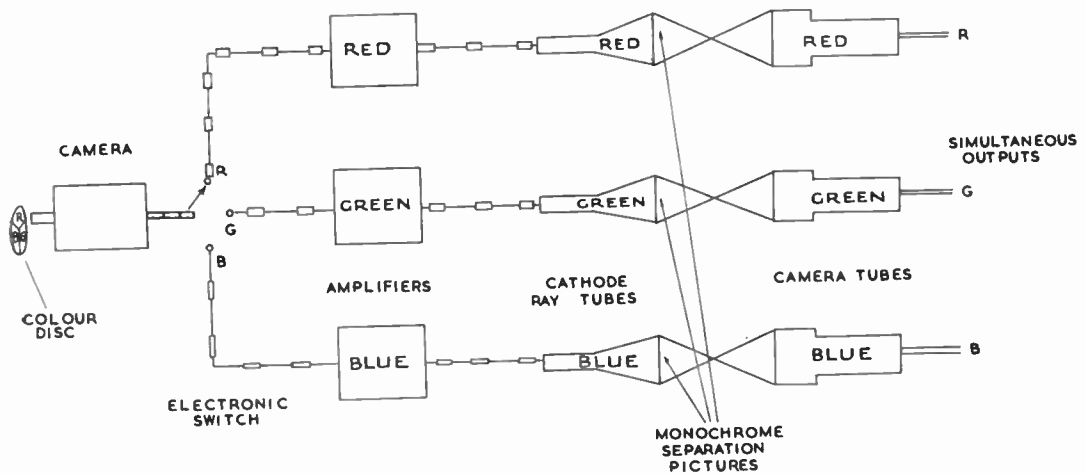 RED
RED
RED
R
CAMERA
R
SIMULTANEOUS
OUTPUTS
R
B G
G
GREEN
GREEN
GREEN
G
B
AMPLIFIERS
CATHODE
RAY TUBES
CAMERA TUBES
COLOUR
DISC
BLUE
BLUE
BLUE
B
ELECTRONIC
SWITCH
MONOCHROME
SEPARATION
PICTURES